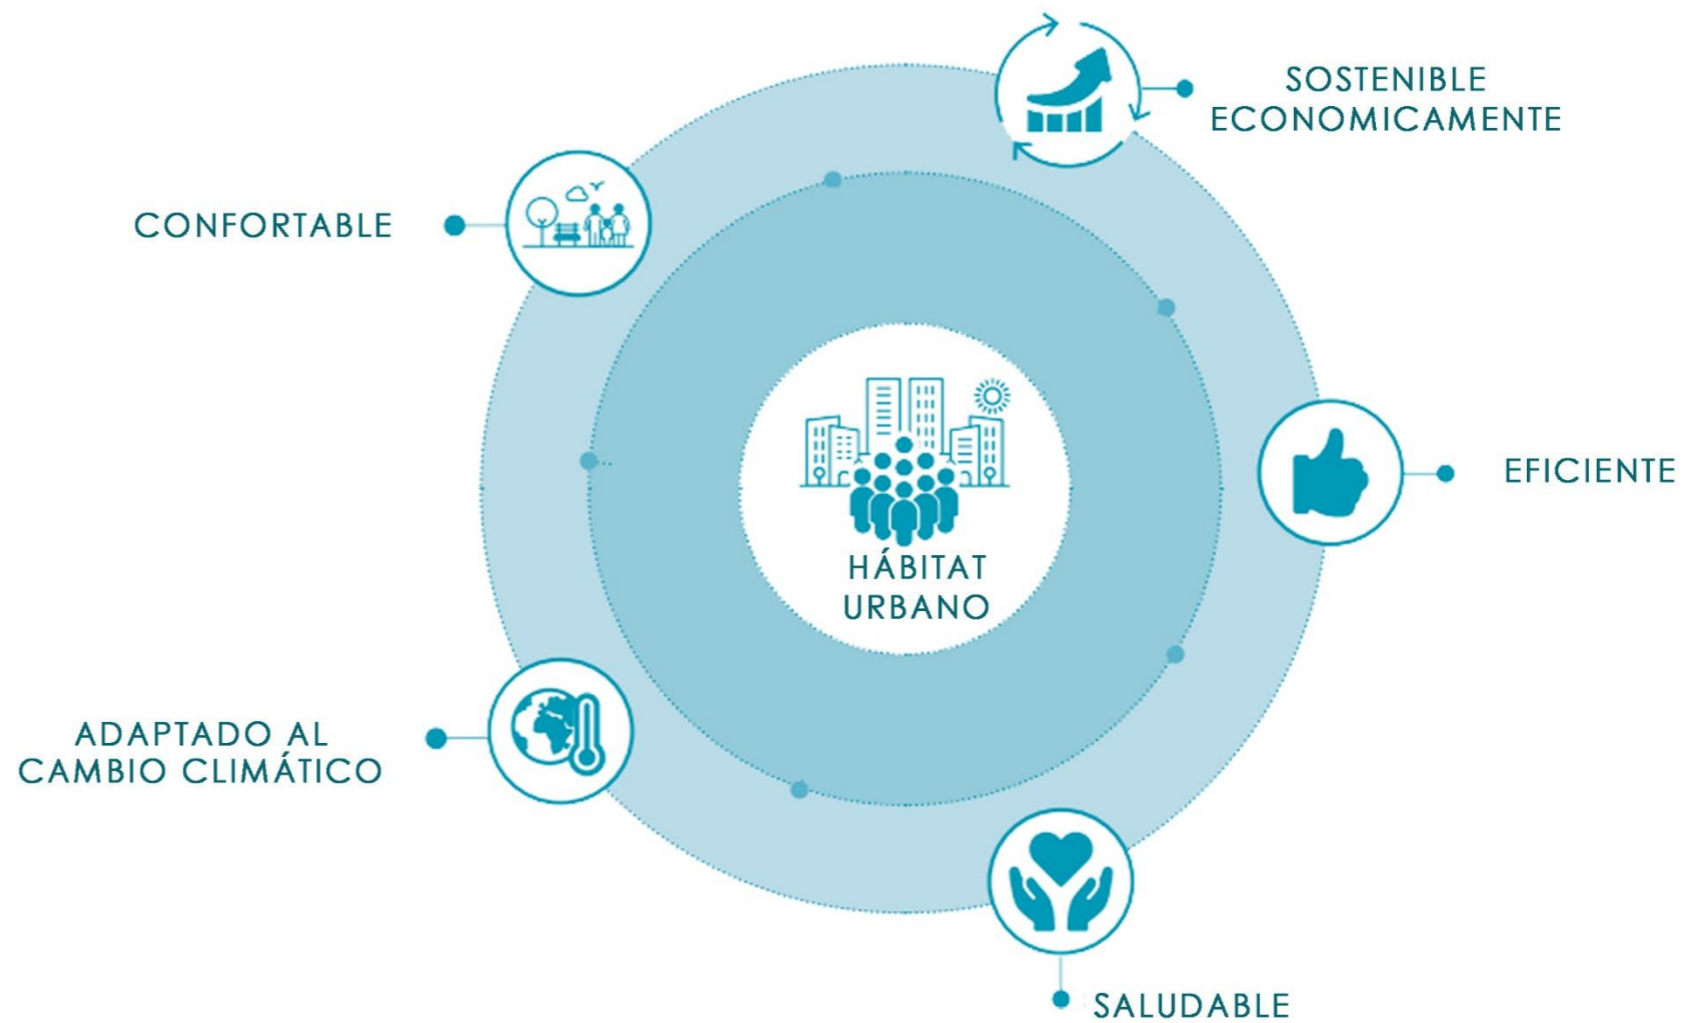 SOSTENIBLE
ECONOMICAMENTE
CONFORTABLE
EFICIENTE
HÁBITAT
URBANO
ADAPTADO AL
CAMBIO CLIMÁTICO
SALUDABLE